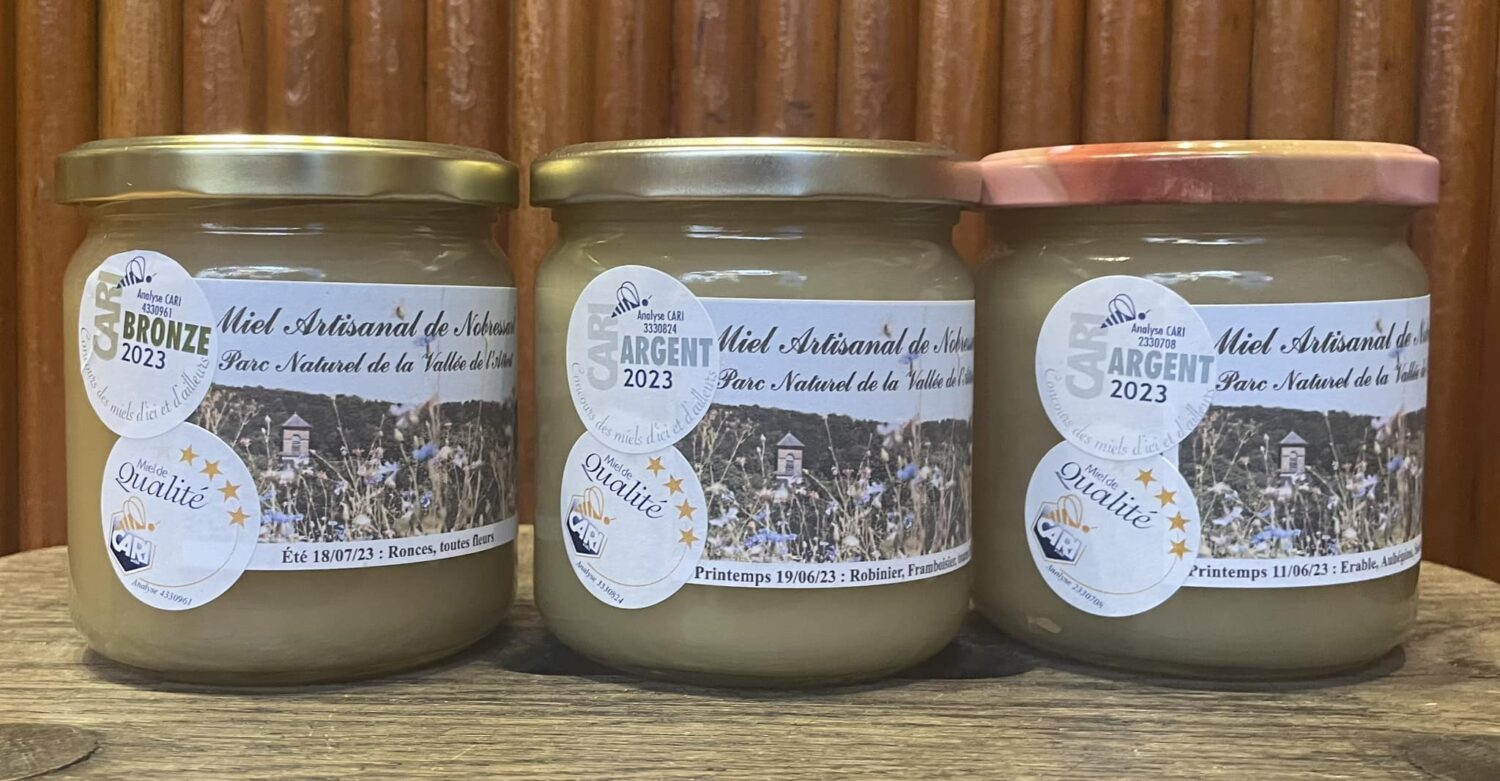 CARI
Analyse CARI
4330961
BRONZE
2023
Concours des miels d'ici et d'ailleurs
Miel de
Qualité
CARI
Analyse 4330961
Miel Artisanal de Nobressar
Parc Naturel de la Vallée de l'Attert
Été 18/07/23 : Ronces, toutes fleurs
CARI
Analyse CARI
3330824
ARGENT
2023
Concours des miels d'ici et d'ailleurs
Miel de
Qualité
CARI
Analyse 3330824
Miel Artisanal de Nobressa
Parc Naturel de la Vallée de l'A
Printemps 19/06/23 : Robinier, Framboisier,
CARI
Analyse CARI
2330708
ARGENT
2023
Concours des miels d'ici et d'ailleurs
Miel de
Qualité
CARI
Analyse 2330708
Miel Artisanal de Nobre
Parc Naturel de la Vallée
Printemps 11/06/23 : Erable, Aubépine,